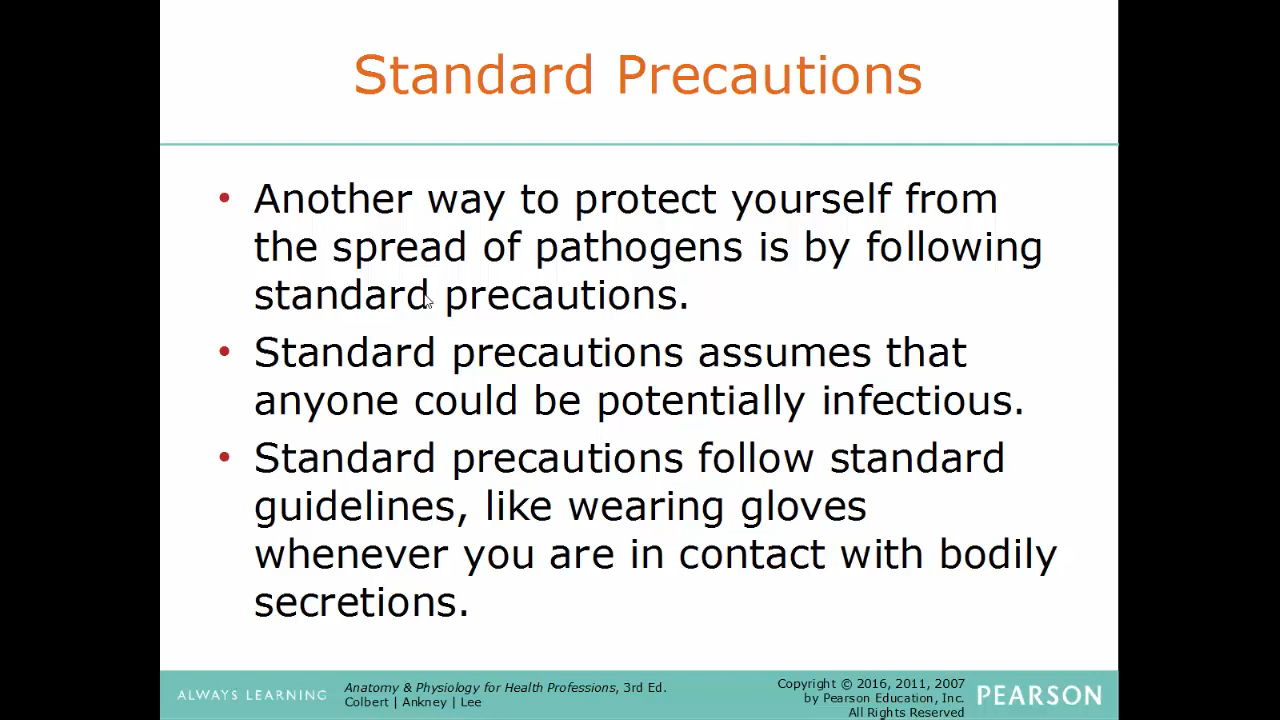 Standard Precautions
• Another way to protect yourself from
the spread of pathogens is by following
standard precautions.
• Standard precautions assumes that
anyone could be potentially infectious.
• Standard precautions follow standard
guidelines, like wearing gloves
whenever you are in contact with bodily
secretions.
ALWAYS LEARNING
Anatomy & Physiology for Health Professions, 3rd Ed.
Colbert | Ankney | Lee
Copyright © 2016, 2011, 2007
by Pearson Education, Inc.
All Rights Reserved
PEARSON